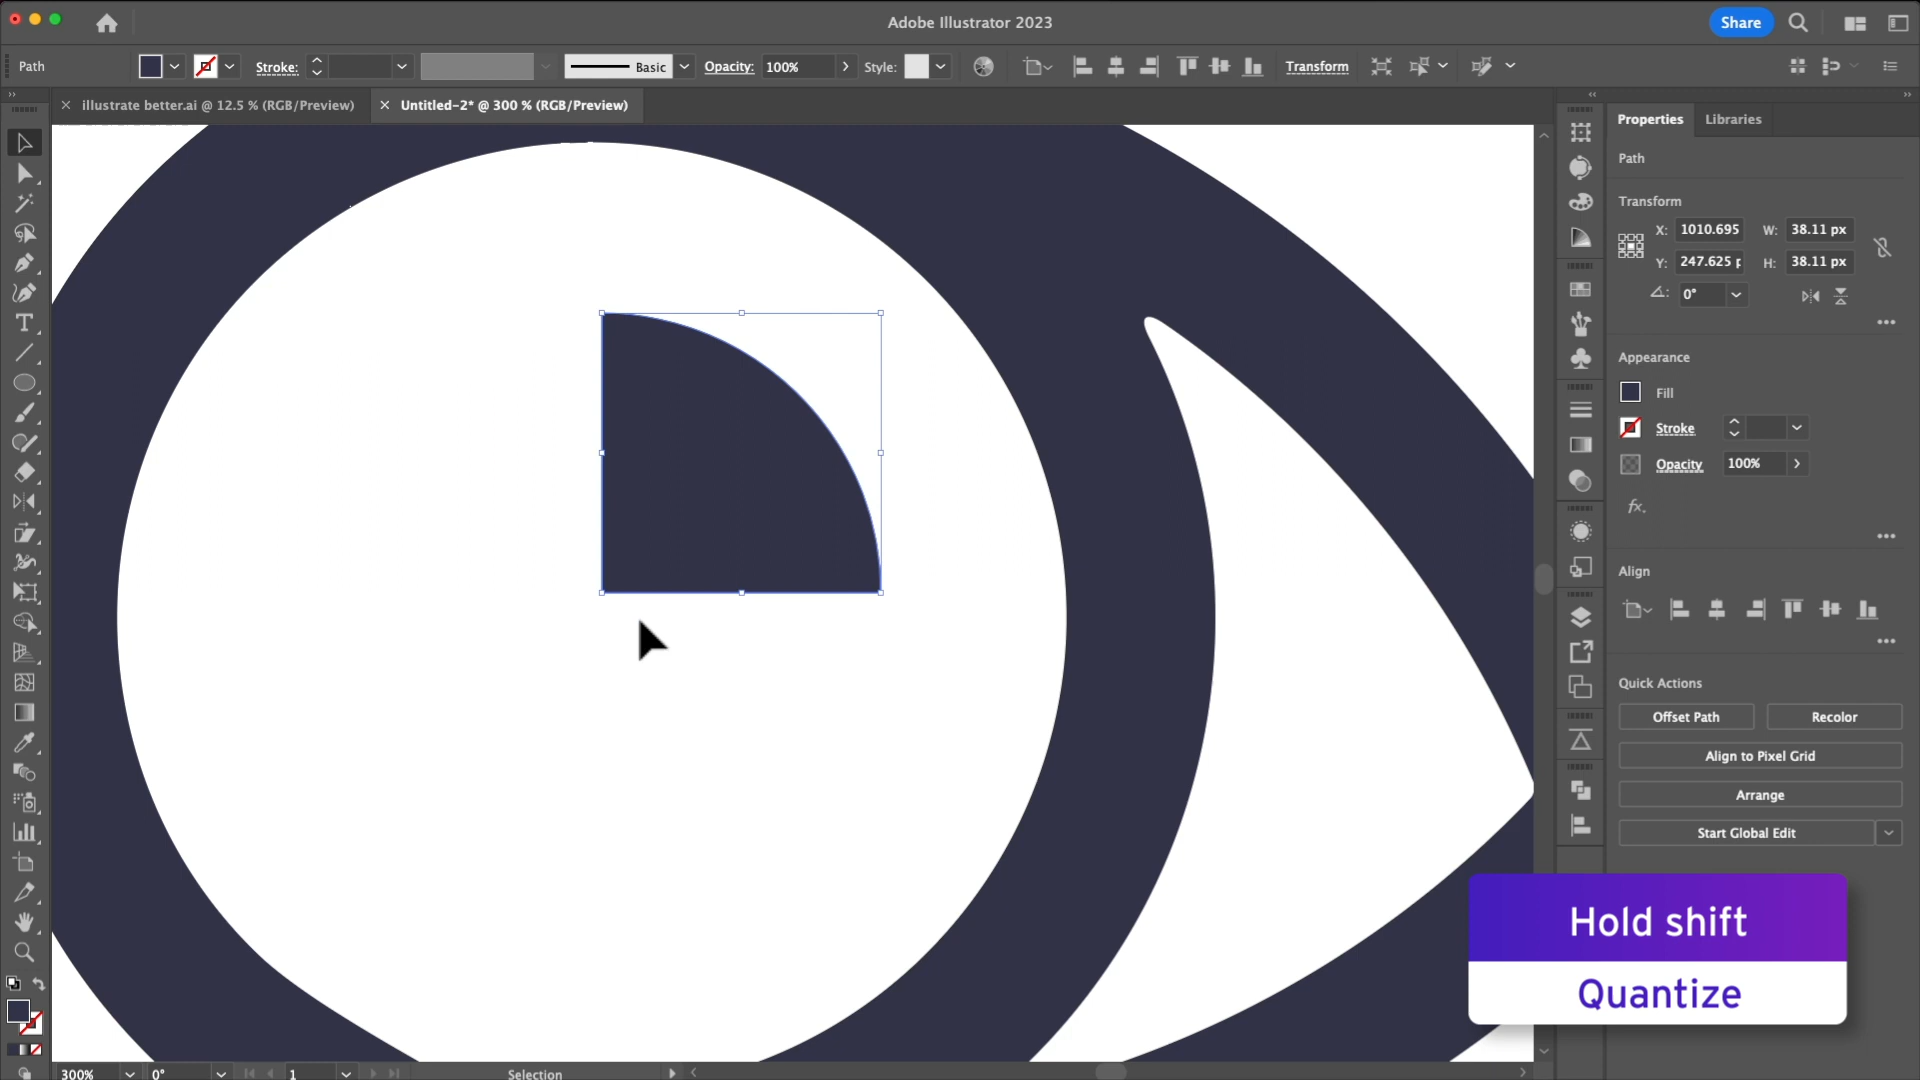 Adobe Illustrator 2023
Share
Path
Stroke:
Basic
Opacity:
100%
Style:
Transform
illustrate better.ai @ 12.5 % (RGB/Preview)
Untitled-2* @ 300 % (RGB/Preview)
Properties
Libraries
Path
Transform
X: 1010.695
W: 38.11 px
Y: 247.625 p
H: 38.11 px
0°
Appearance
Fill
Stroke
Opacity
100%
fx.
Align
Quick Actions
Offset Path
Recolor
Align to Pixel Grid
Arrange
Start Global Edit
Hold shift
Quantize
300%
0°
1
Selection